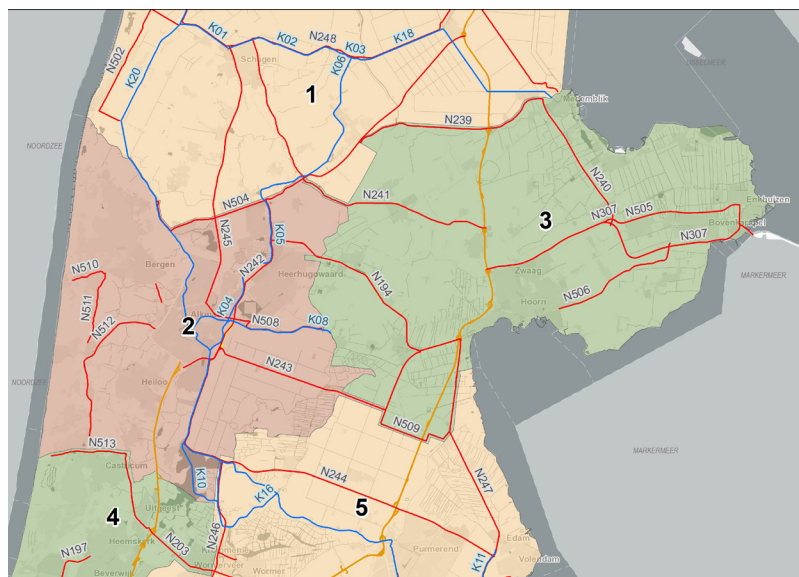 K01
K02
N248
K03
K18
N502
K20
Schagen
K06
IJSSELMEER
1
Medemblik
N239
NOORDZEE
N240
N504
N241
3
N307
N505
Enkhuizen
N245
K05
Bovenkarspel
N307
Bergen
N510
N242
Heerhugowaard
Zwaag
MARKERMEER
N194
N511
K04
Hoorn
N506
N512
2
N508
K08
N243
NOORDZEE
Heiloo
N509
N513
MARKERMEER
Castricum
K10
N244
N247
K16
4
Uitgeest
5
N246
Edam
Heemskerk
N203
Purmerend
N197
Volendam
K11
Wormerveer
Wormer
Beverwijk